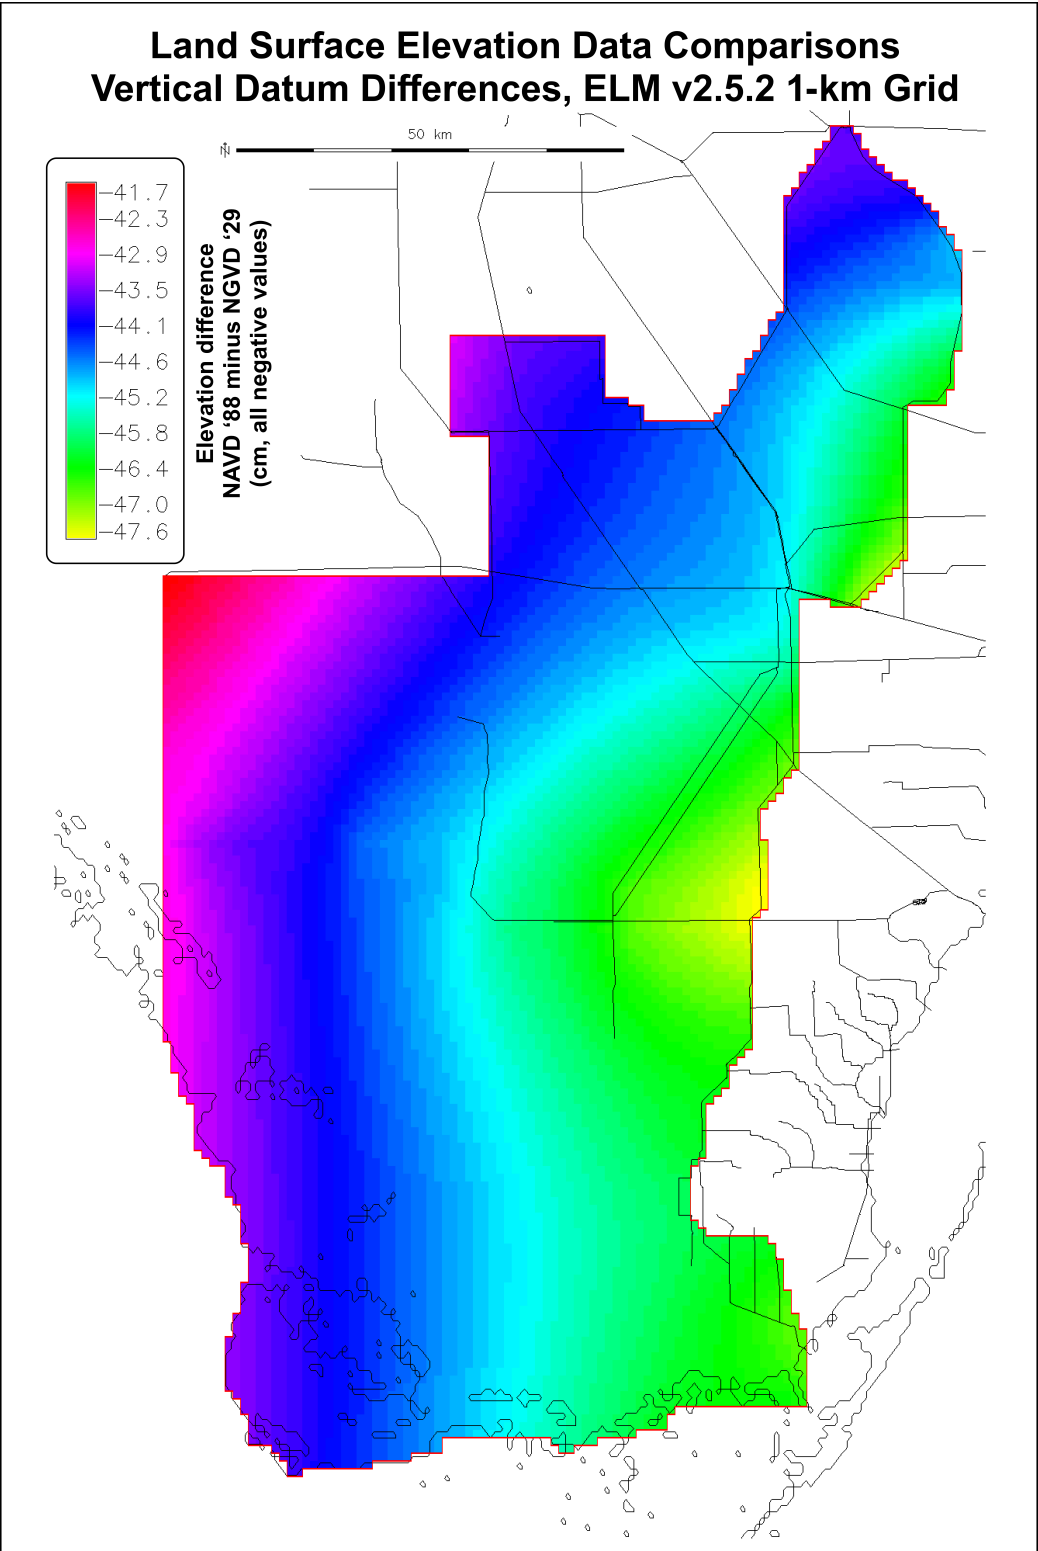 Land Surface Elevation Data Comparisons
Vertical Datum Differences, ELM v2.5.2 1-km Grid
50 km
N
−41.7
−42.3
−42.9
−43.5
−44.1
−44.6
−45.2
−45.8
−46.4
−47.0
−47.6
Elevation difference
NAVD ‘88 minus NGVD ‘29
(cm, all negative values)